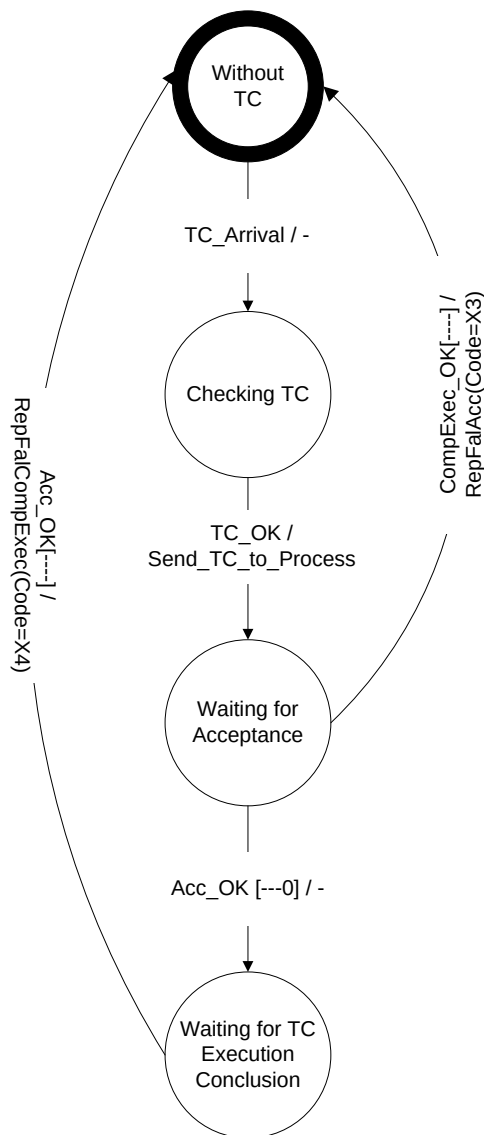 Without
TC
TC_Arrival / -
Checking TC
CompExec_OK[----] /
RepFalAcc(Code=X3)
Acc_OK[----] /
RepFalCompExec(Code=X4)
TC_OK /
Send_TC_to_Process
Waiting for
Acceptance
Acc_OK [---0] / -
Waiting for TC
Execution
Conclusion